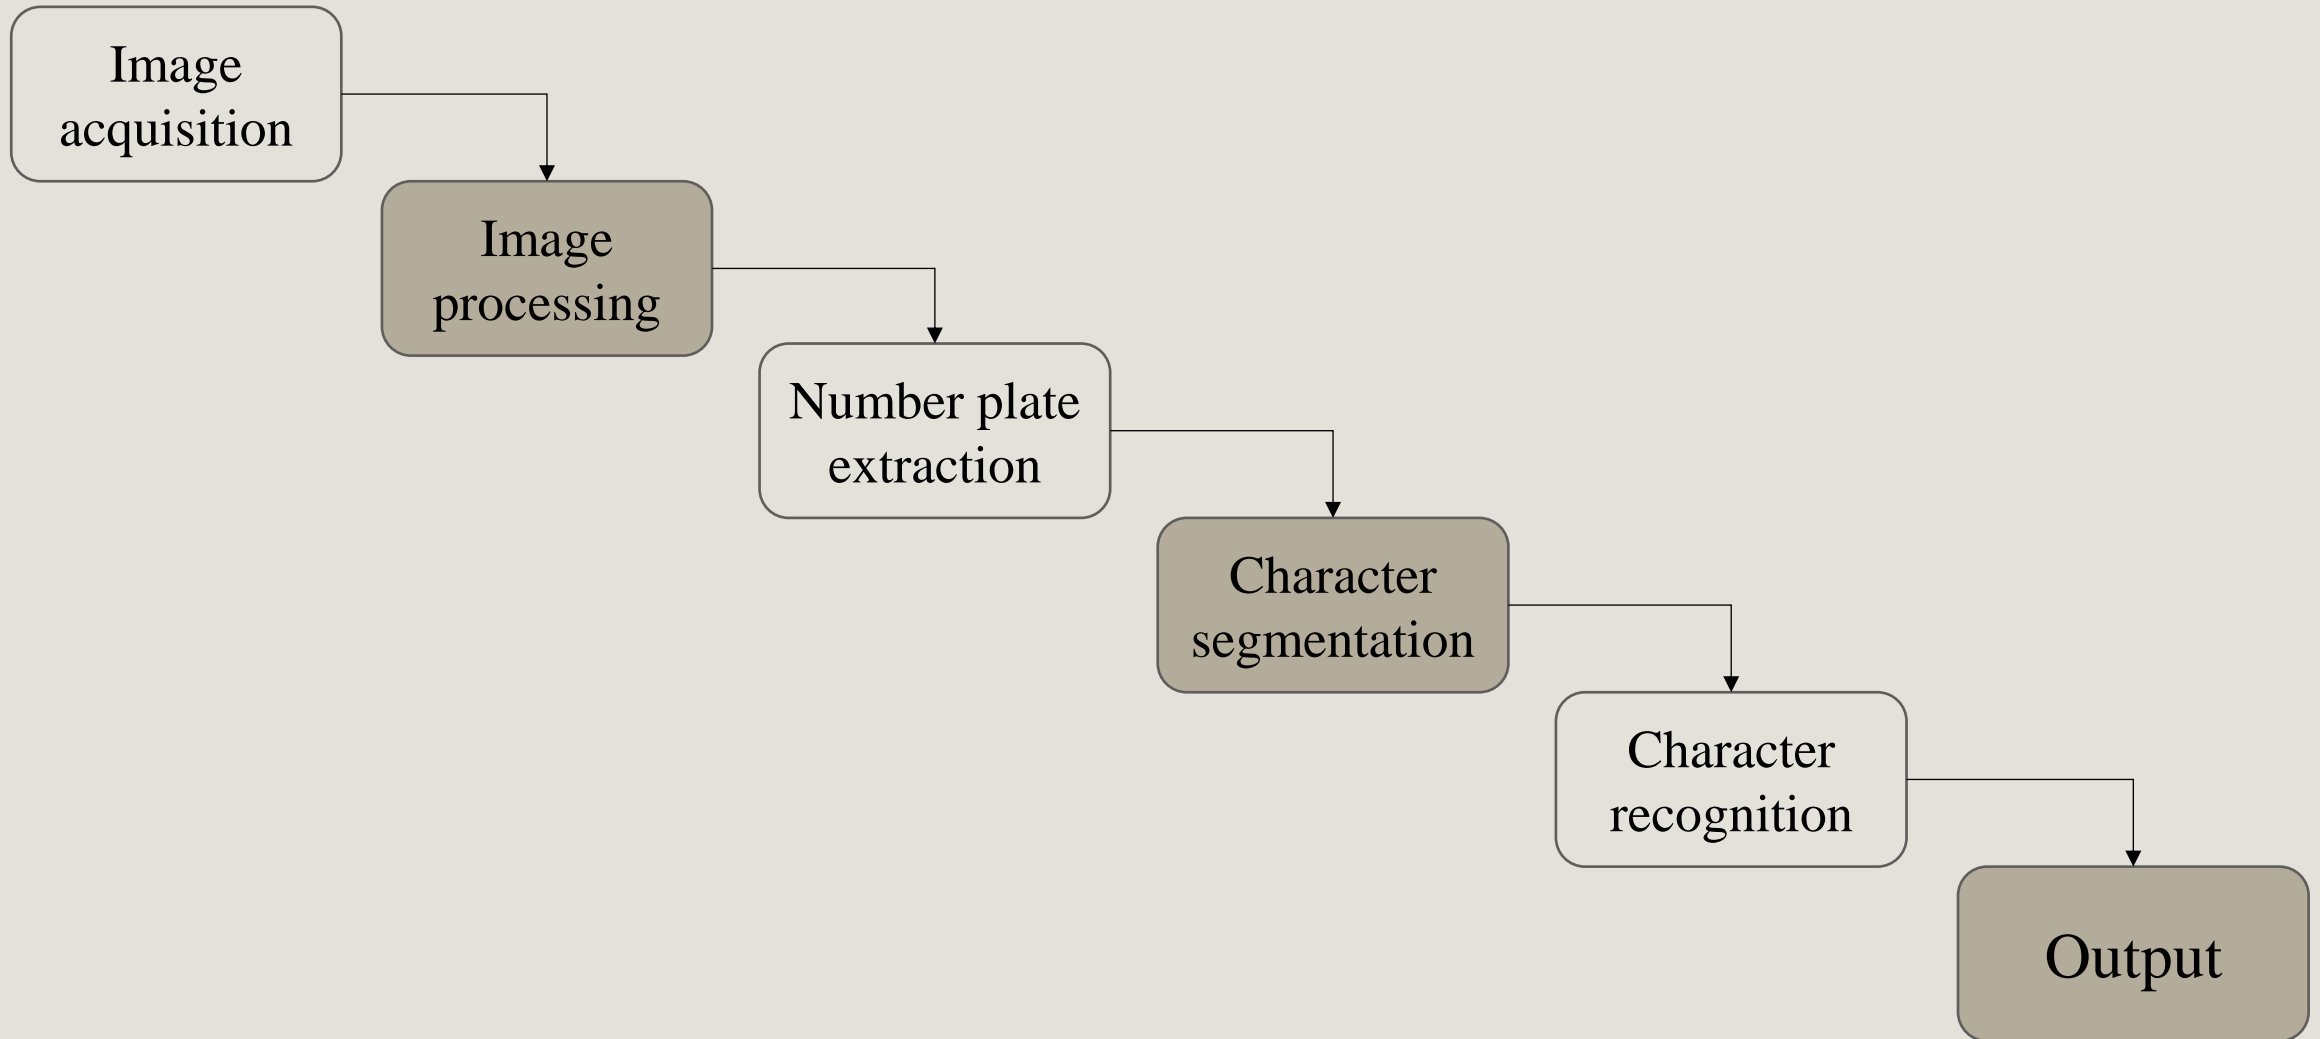 Image
acquisition
Image
processing
Number plate
extraction
Character
segmentation
Character
recognition
Output